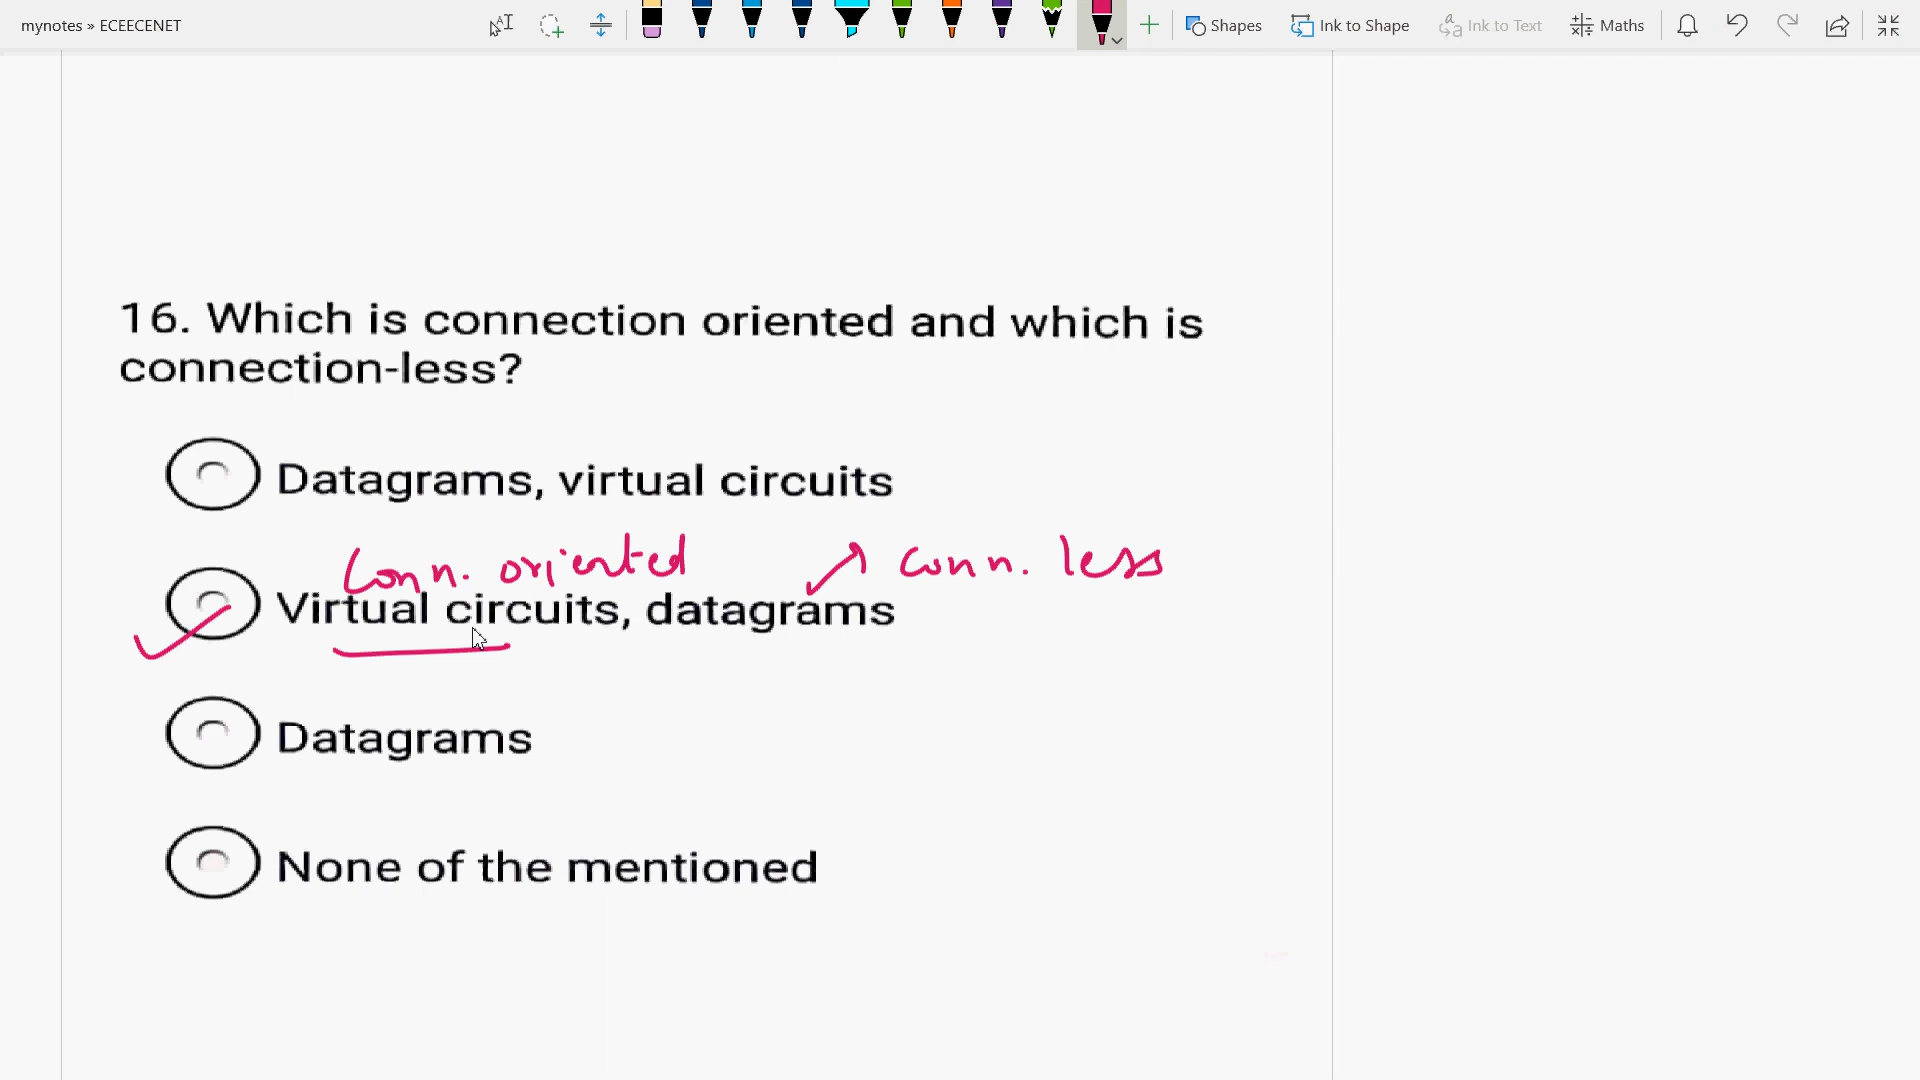 mynotes » ECEECENET
Shapes
Ink to Shape
Ink to Text
Maths
16. Which is connection oriented and which is
connection-less?
Datagrams, virtual circuits
Conn. oriented
conn. less
Virtual circuits, datagrams
Datagrams
None of the mentioned